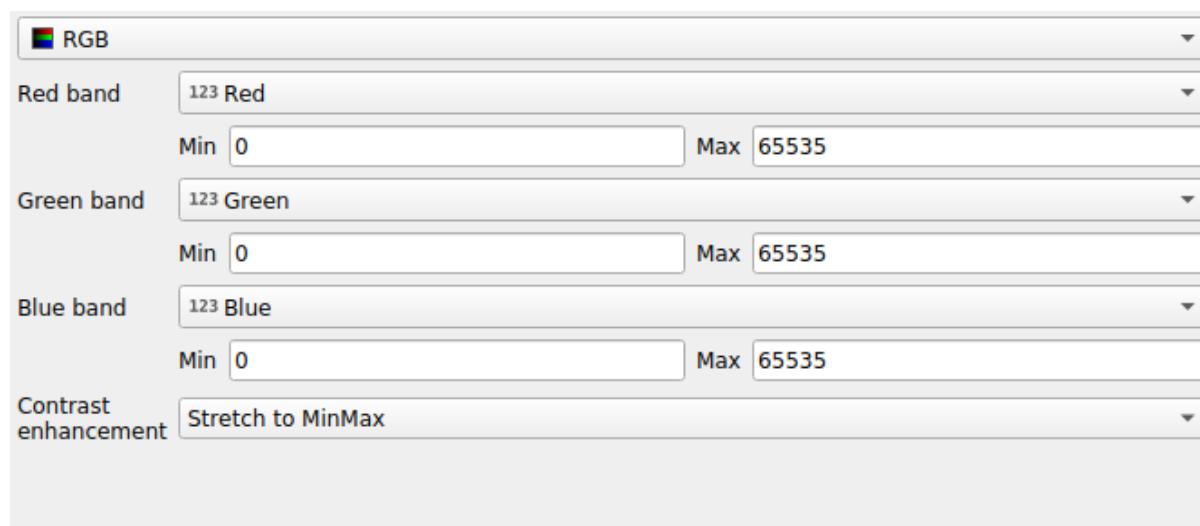 RGB
Red band 123 Red
Min 0 Max 65535
Green band 123 Green
Min 0 Max 65535
Blue band 123 Blue
Min 0 Max 65535
Contrast
enhancement Stretch to MinMax